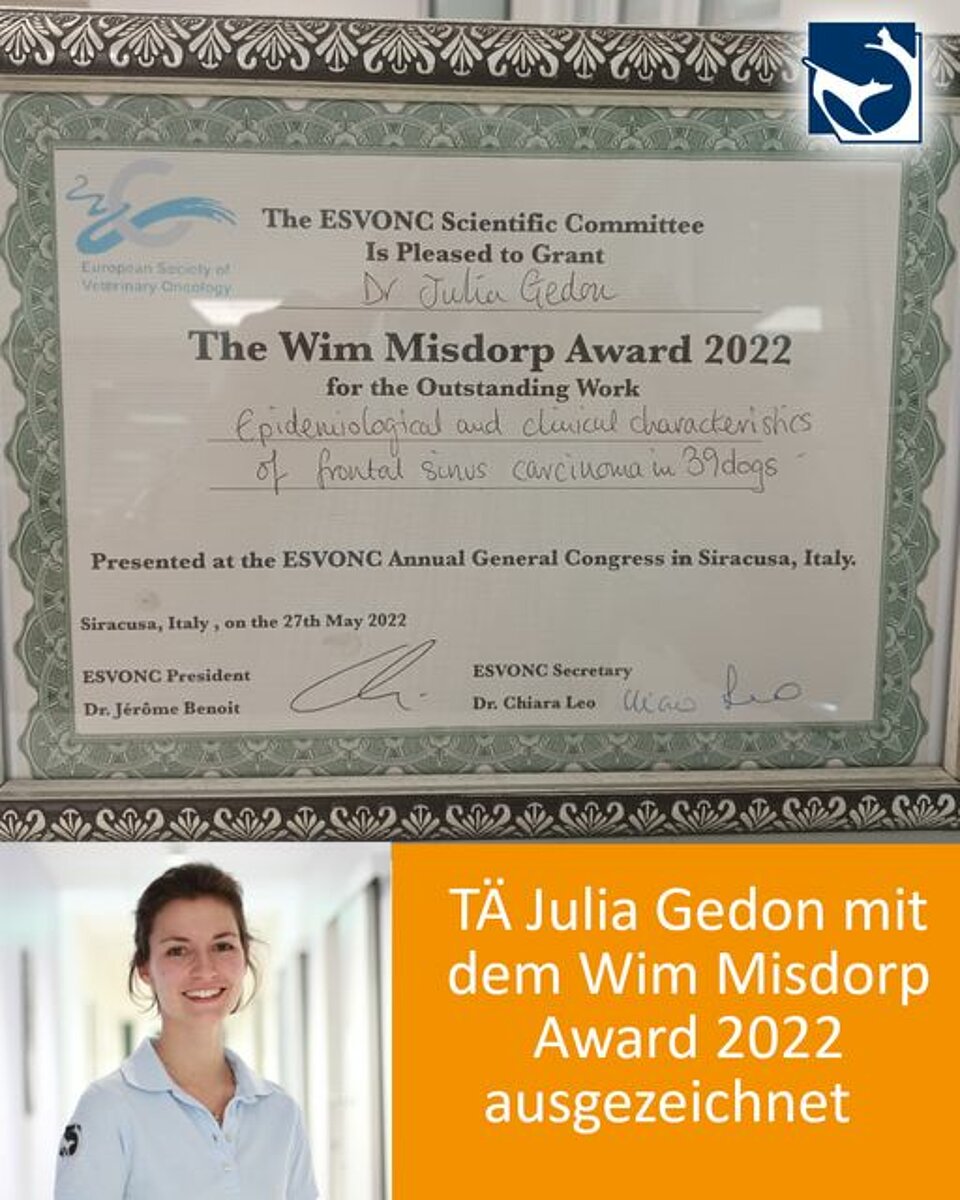 European Society of
Veterinary Oncology
The ESVONC Scientific Committee
Is Pleased to Grant
Dr Julia Gedon
The Wim Misdorp Award 2022
for the Outstanding Work
Epidemiological and clinical characteristics
of frontal sinus carcinoma in 39 dogs
Presented at the ESVONC Annual General Congress in Siracusa, Italy.
Siracusa, Italy , on the 27th May 2022
ESVONC President
Dr. Jérôme Benoit
ESVONC Secretary
Dr. Chiara Leo
TÄ Julia Gedon mit
dem Wim Misdorp
Award 2022
ausgezeichnet